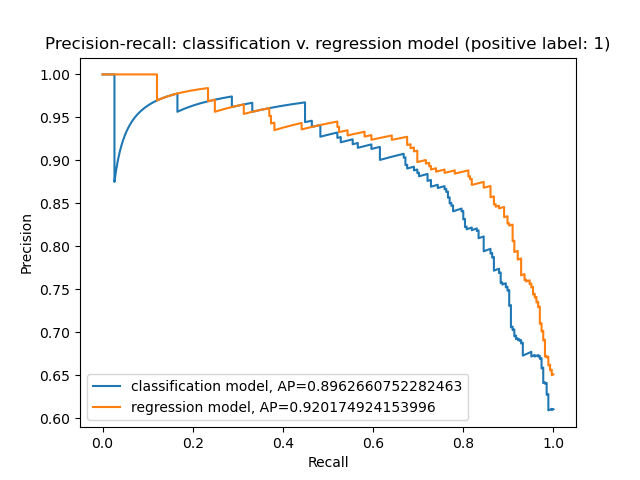 Precision-recall: classification v. regression model (positive label: 1)
1.00
0.95
0.90
0.85
0.80
0.75
0.70
0.65
0.60
Precision
classification model, AP=0.8962660752282463
regression model, AP=0.920174924153996
0.0 0.2 0.4 0.6 0.8 1.0
Recall